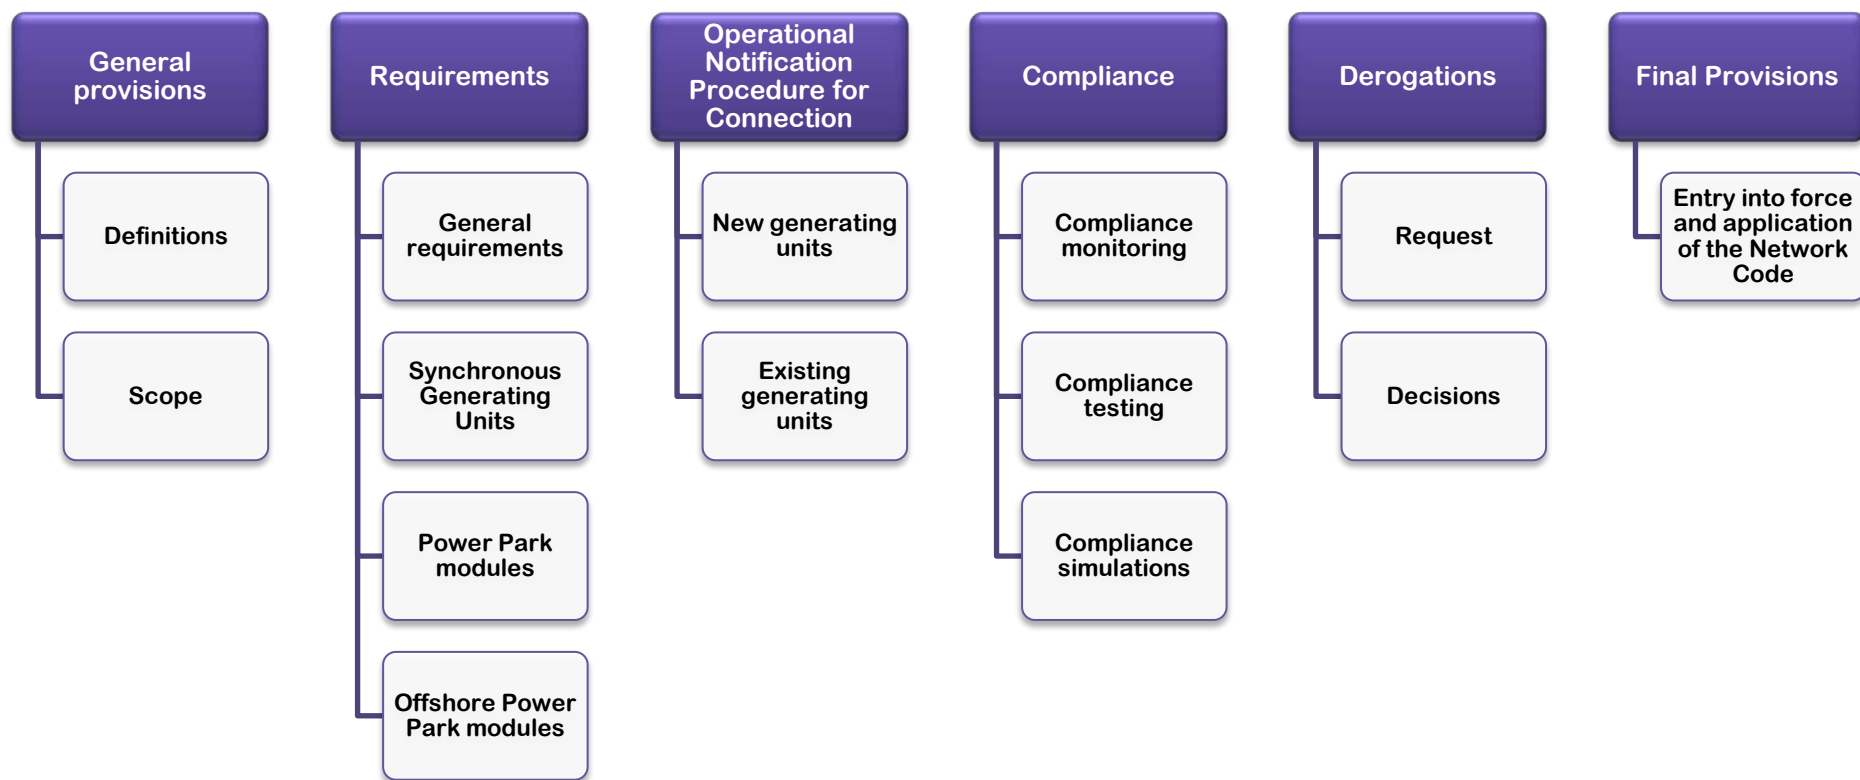 General
provisions
Definitions
Scope
Requirements
General
requirements
Synchronous
Generating
Units
Power Park
modules
Offshore Power
Park modules
Operational
Notification
Procedure for
Connection
New generating
units
Existing
generating
units
Compliance
Compliance
monitoring
Compliance
testing
Compliance
simulations
Derogations
Request
Decisions
Final Provisions
Entry into force
and application
of the Network
Code